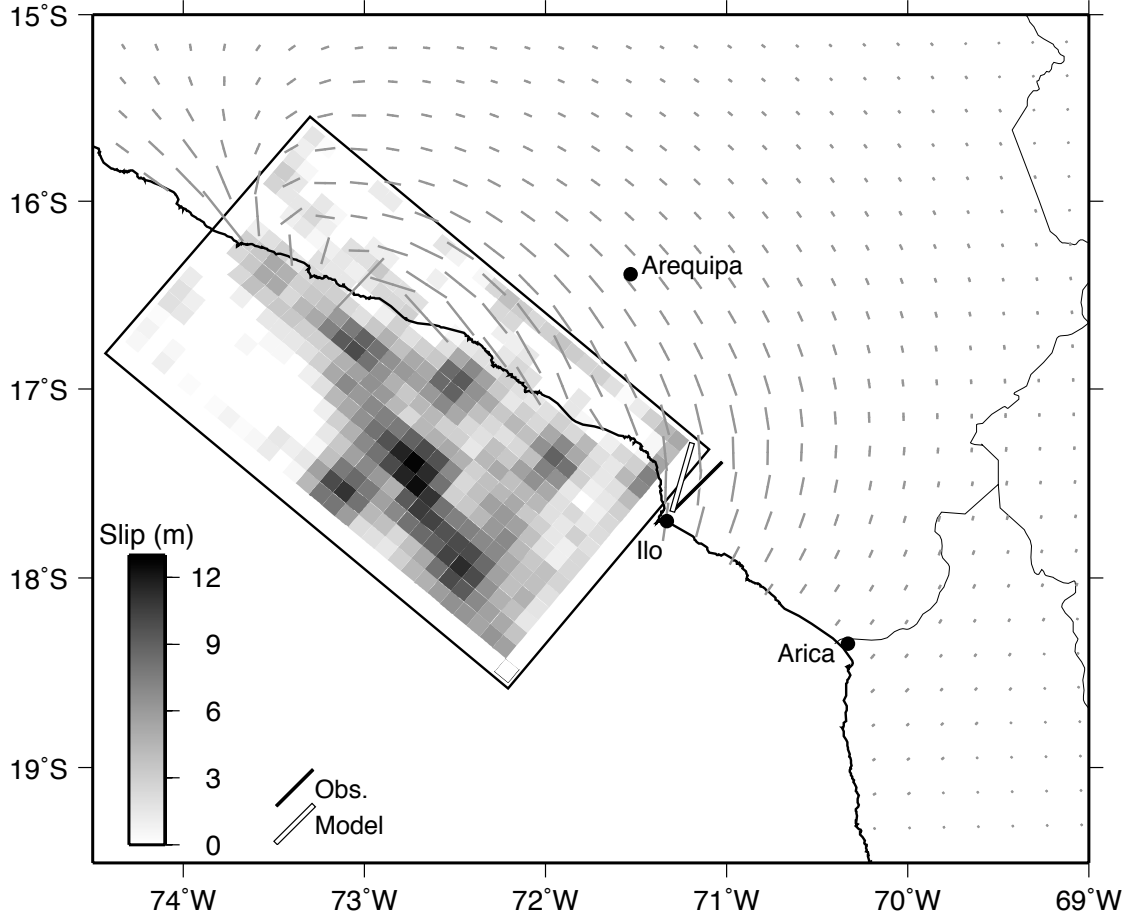 15˚S
16˚S
Arequipa
17˚S
Ilo
Slip (m)
12
18˚S
9
Arica
6
3
19˚S
Obs.
Model
0
74˚W
73˚W
72˚W
71˚W
70˚W
69˚W